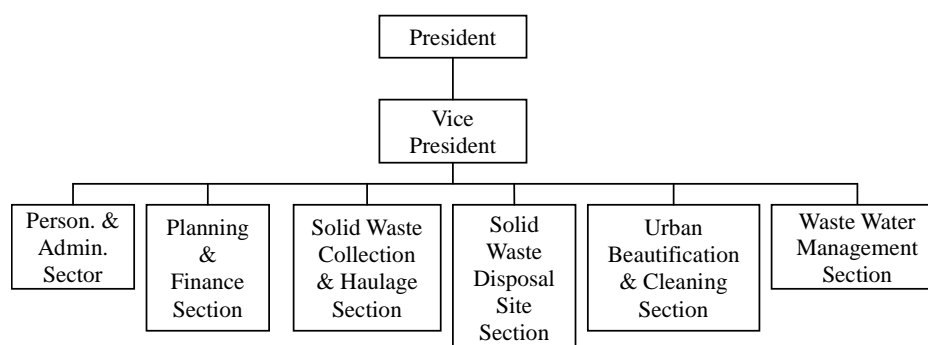 President
Vice
President
Person. &
Admin.
Sector
Planning
&
Finance
Section
Solid Waste
Collection
& Haulage
Section
Solid
Waste
Disposal
Site
Section
Urban
Beautification
& Cleaning
Section
Waste Water
Management
Section